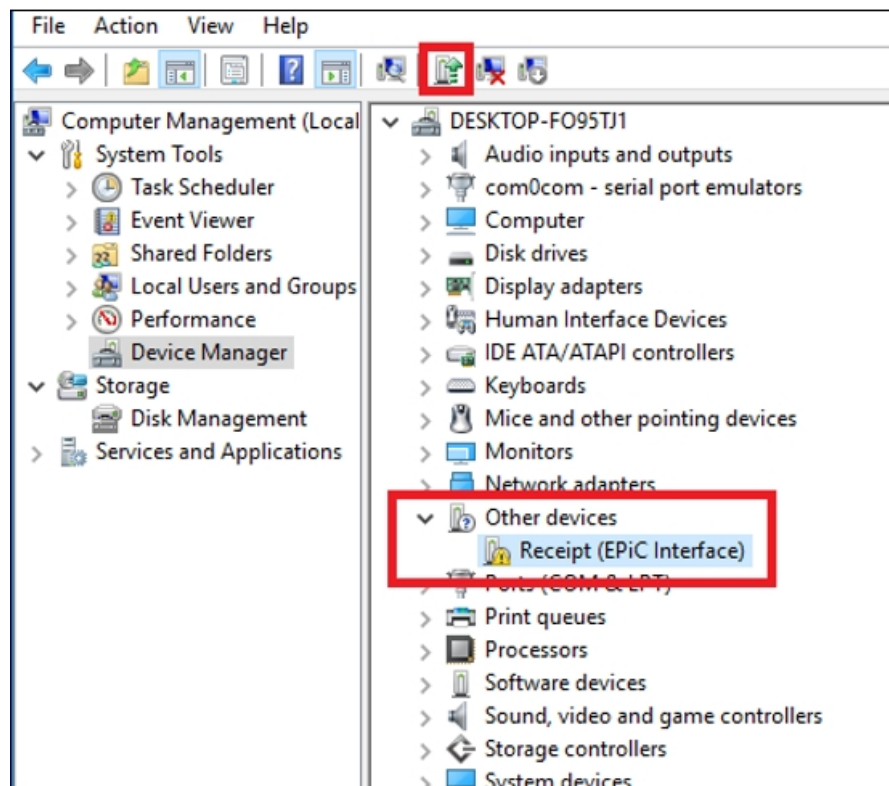 File Action View Help
Computer Management (Local
System Tools
Task Scheduler
Event Viewer
Shared Folders
Local Users and Groups
Performance
Device Manager
Storage
Disk Management
Services and Applications
DESKTOP-FO95TJ1
Audio inputs and outputs
com0com - serial port emulators
Computer
Disk drives
Display adapters
Human Interface Devices
IDE ATA/ATAPI controllers
Keyboards
Mice and other pointing devices
Monitors
Network adapters
Other devices
Receipt (EPiC Interface)
Ports (COM & LPT)
Print queues
Processors
Software devices
Sound, video and game controllers
Storage controllers
System devices